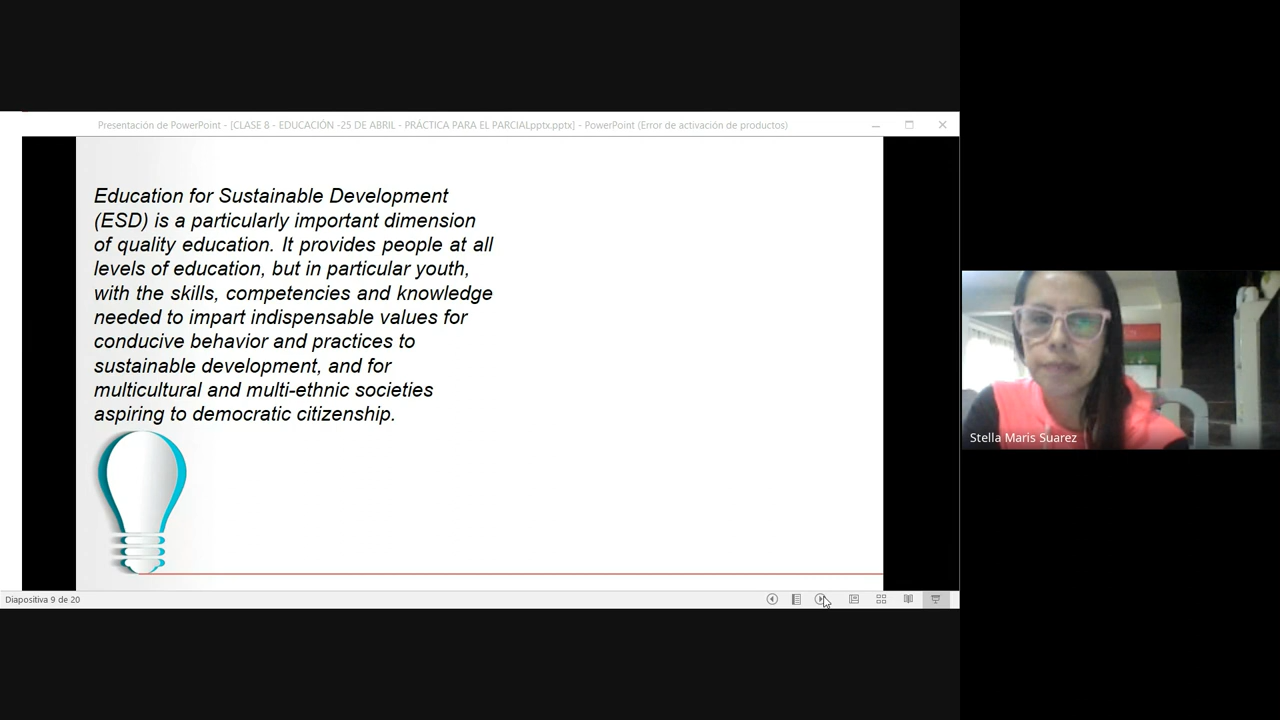 Presentación de PowerPoint - [CLASE 8 - EDUCACIÓN -25 DE ABRIL - PRÁCTICA PARA EL PARCIALpptx.pptx] - PowerPoint (Error de activación de productos)
Education for Sustainable Development
(ESD) is a particularly important dimension
of quality education. It provides people at all
levels of education, but in particular youth,
with the skills, competencies and knowledge
needed to impart indispensable values for
conducive behavior and practices to
sustainable development, and for
multicultural and multi-ethnic societies
aspiring to democratic citizenship.
Stella Maris Suarez
Diapositiva 9 de 20